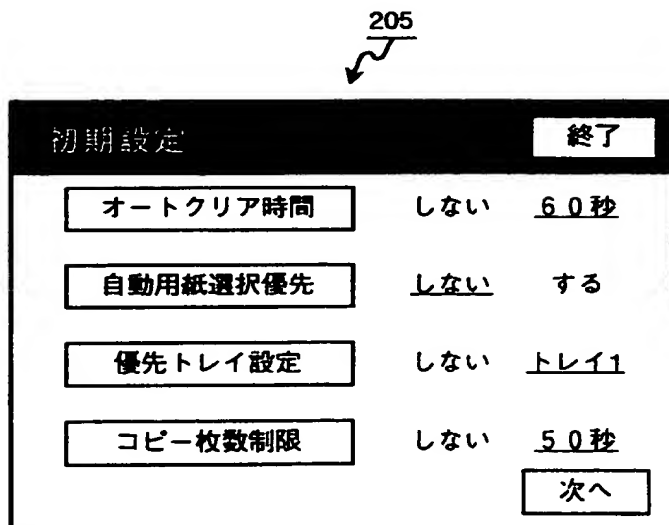 205
初期設定 終了
オートクリア時間 しない 60秒
自動用紙選択優先 しない する
優先トレイ設定 しない トレイ1
コピー枚数制限 しない 50秒
次へ